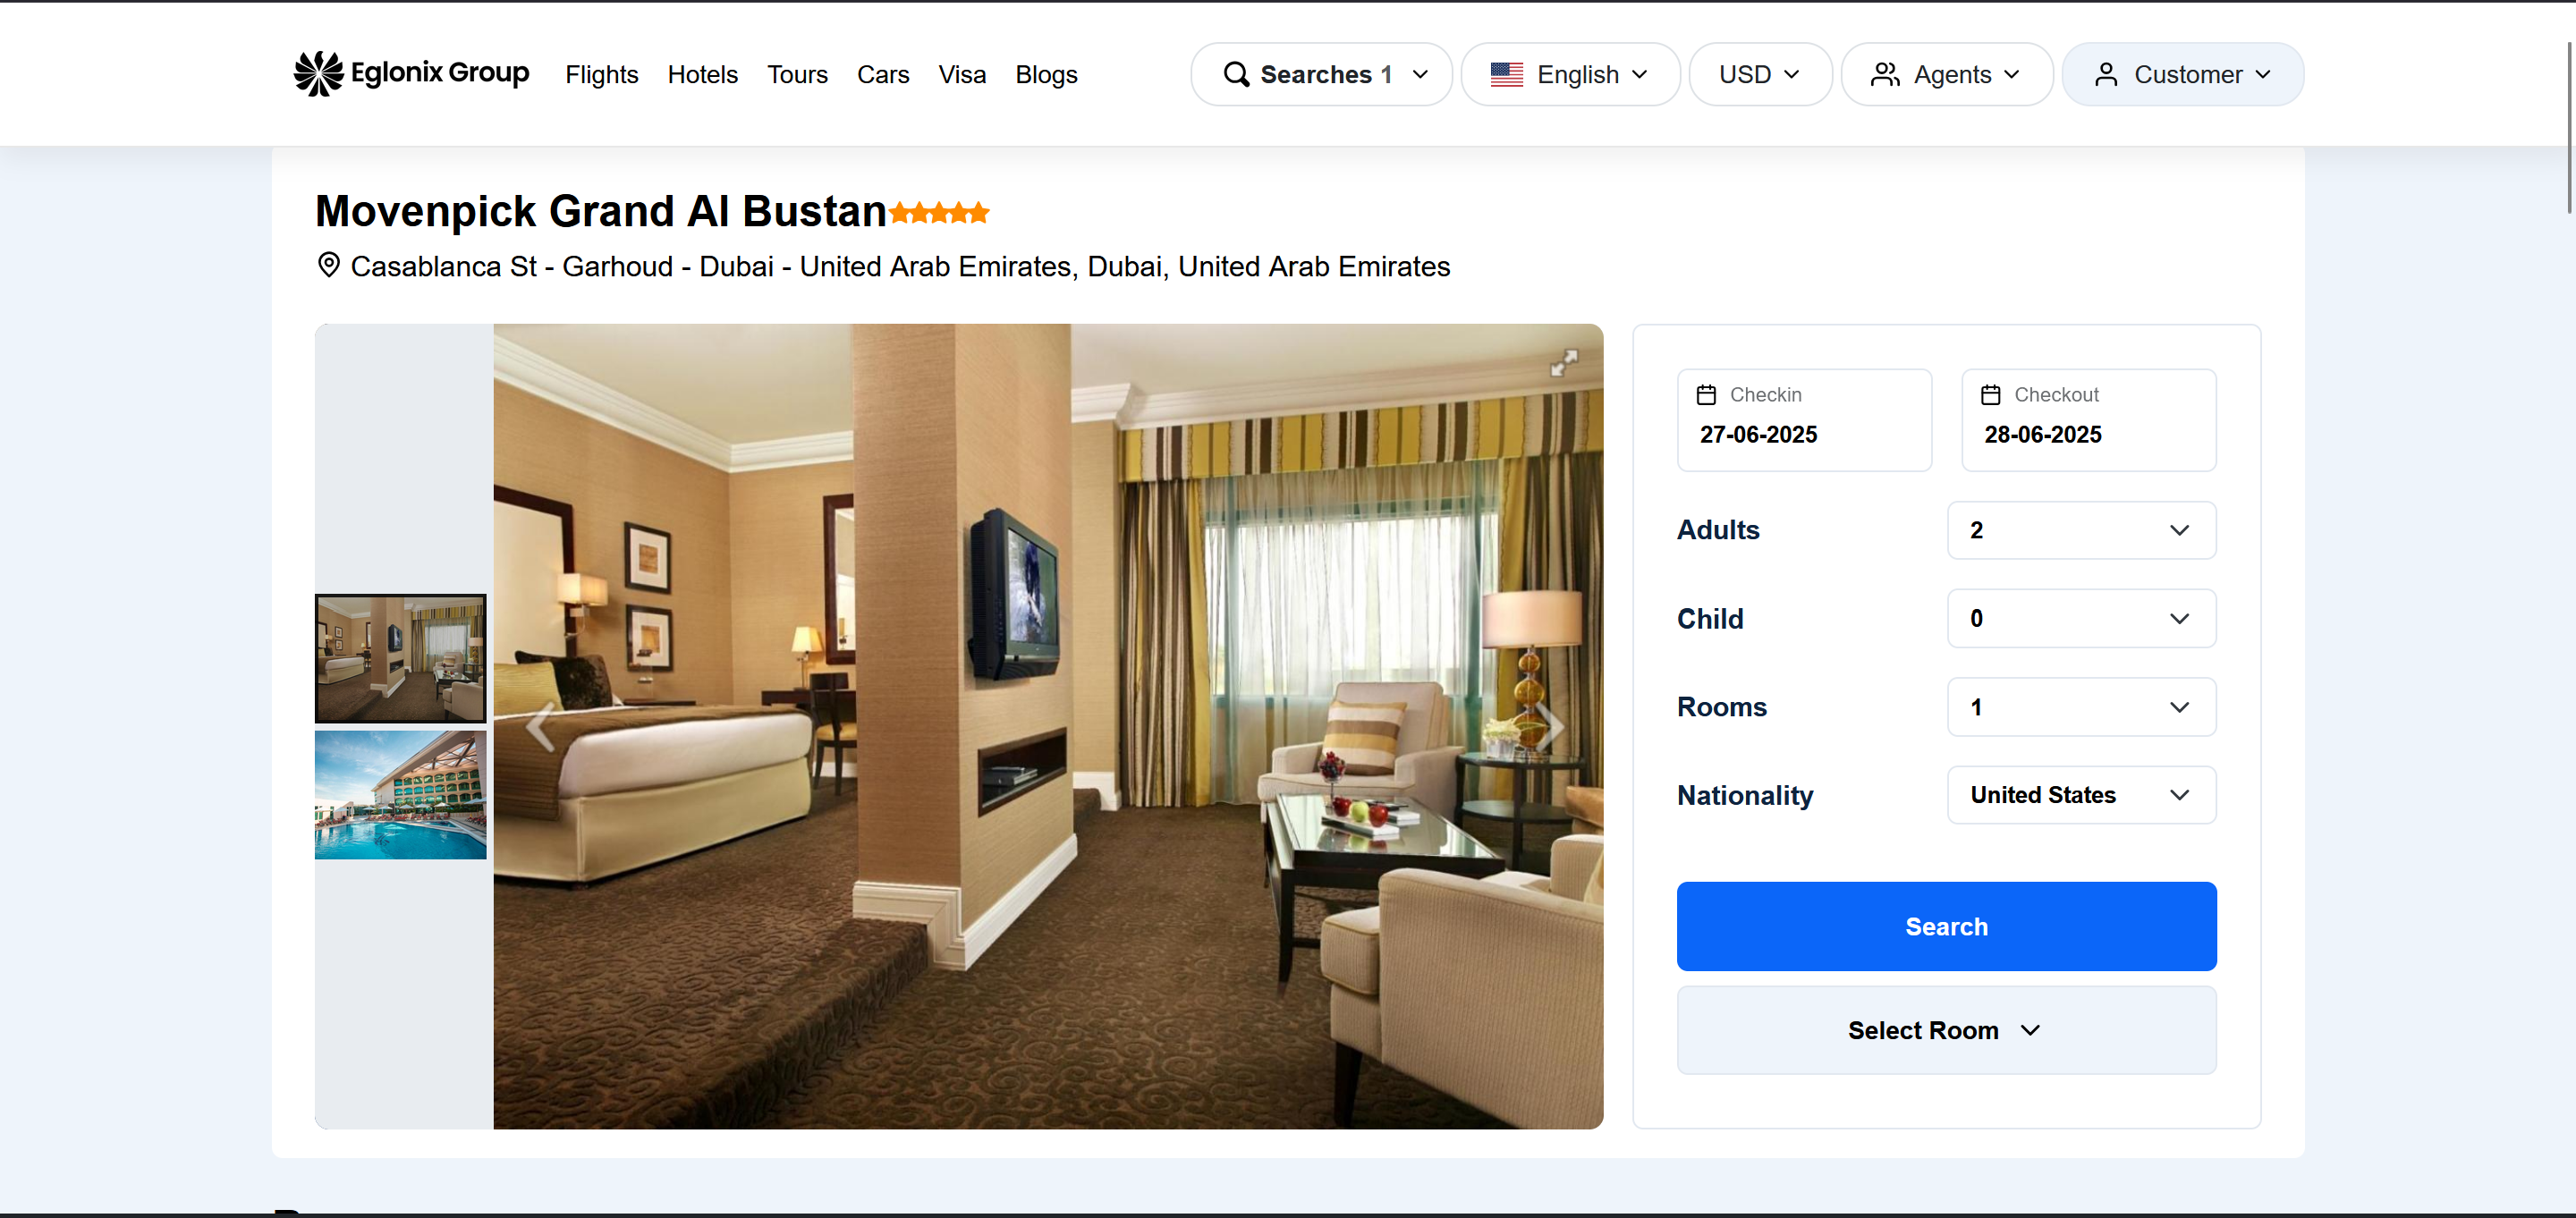 Eglonix Group
Flights
Hotels
Tours
Cars
Visa
Blogs
Searches 1
English
USD
Agents
Customer
Movenpick Grand Al Bustan
Casablanca St - Garhoud - Dubai - United Arab Emirates, Dubai, United Arab Emirates
Checkin
27-06-2025
Checkout
28-06-2025
Adults
2
Child
0
Rooms
1
Nationality
United States
Search
Select Room